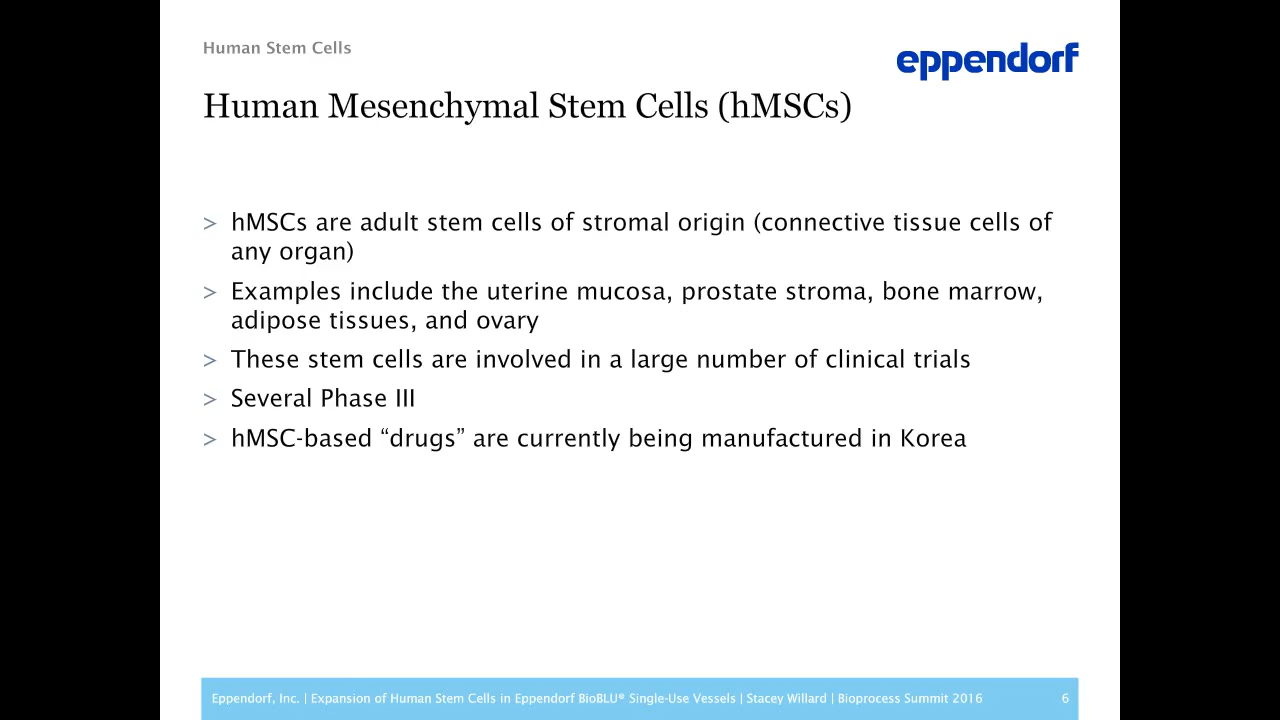 Human Stem Cells
eppendorf
Human Mesenchymal Stem Cells (hMSCs)
> hMSCs are adult stem cells of stromal origin (connective tissue cells of
any organ)
> Examples include the uterine mucosa, prostate stroma, bone marrow,
adipose tissues, and ovary
> These stem cells are involved in a large number of clinical trials
> Several Phase III
> hMSC-based “drugs” are currently being manufactured in Korea
Eppendorf, Inc. | Expansion of Human Stem Cells in Eppendorf BioBLU® Single-Use Vessels | Stacey Willard | Bioprocess Summit 2016 6